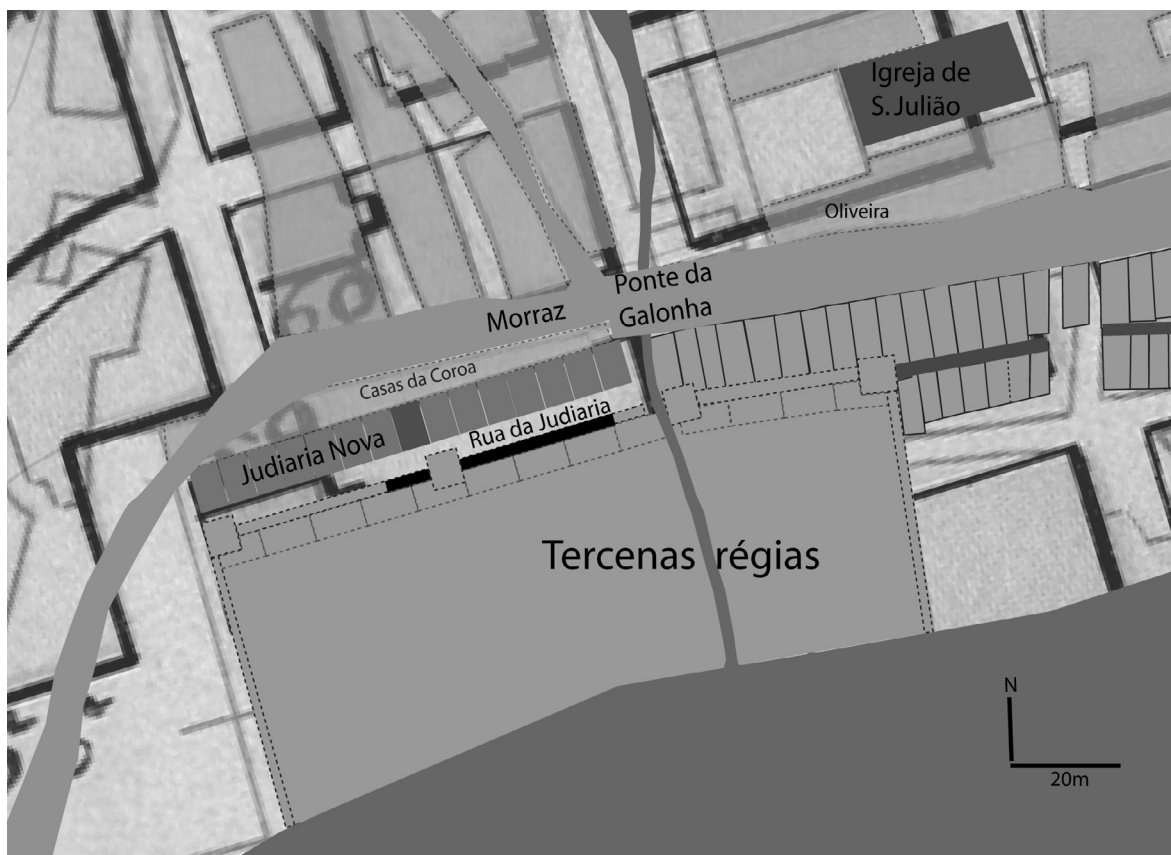 Igreja de
S. Julião
Oliveira
Ponte da
Galonha
Morraz
Casas da Coroa
Rua da Judiaria
Judiaria Nova
Tercenas régias
N
20m